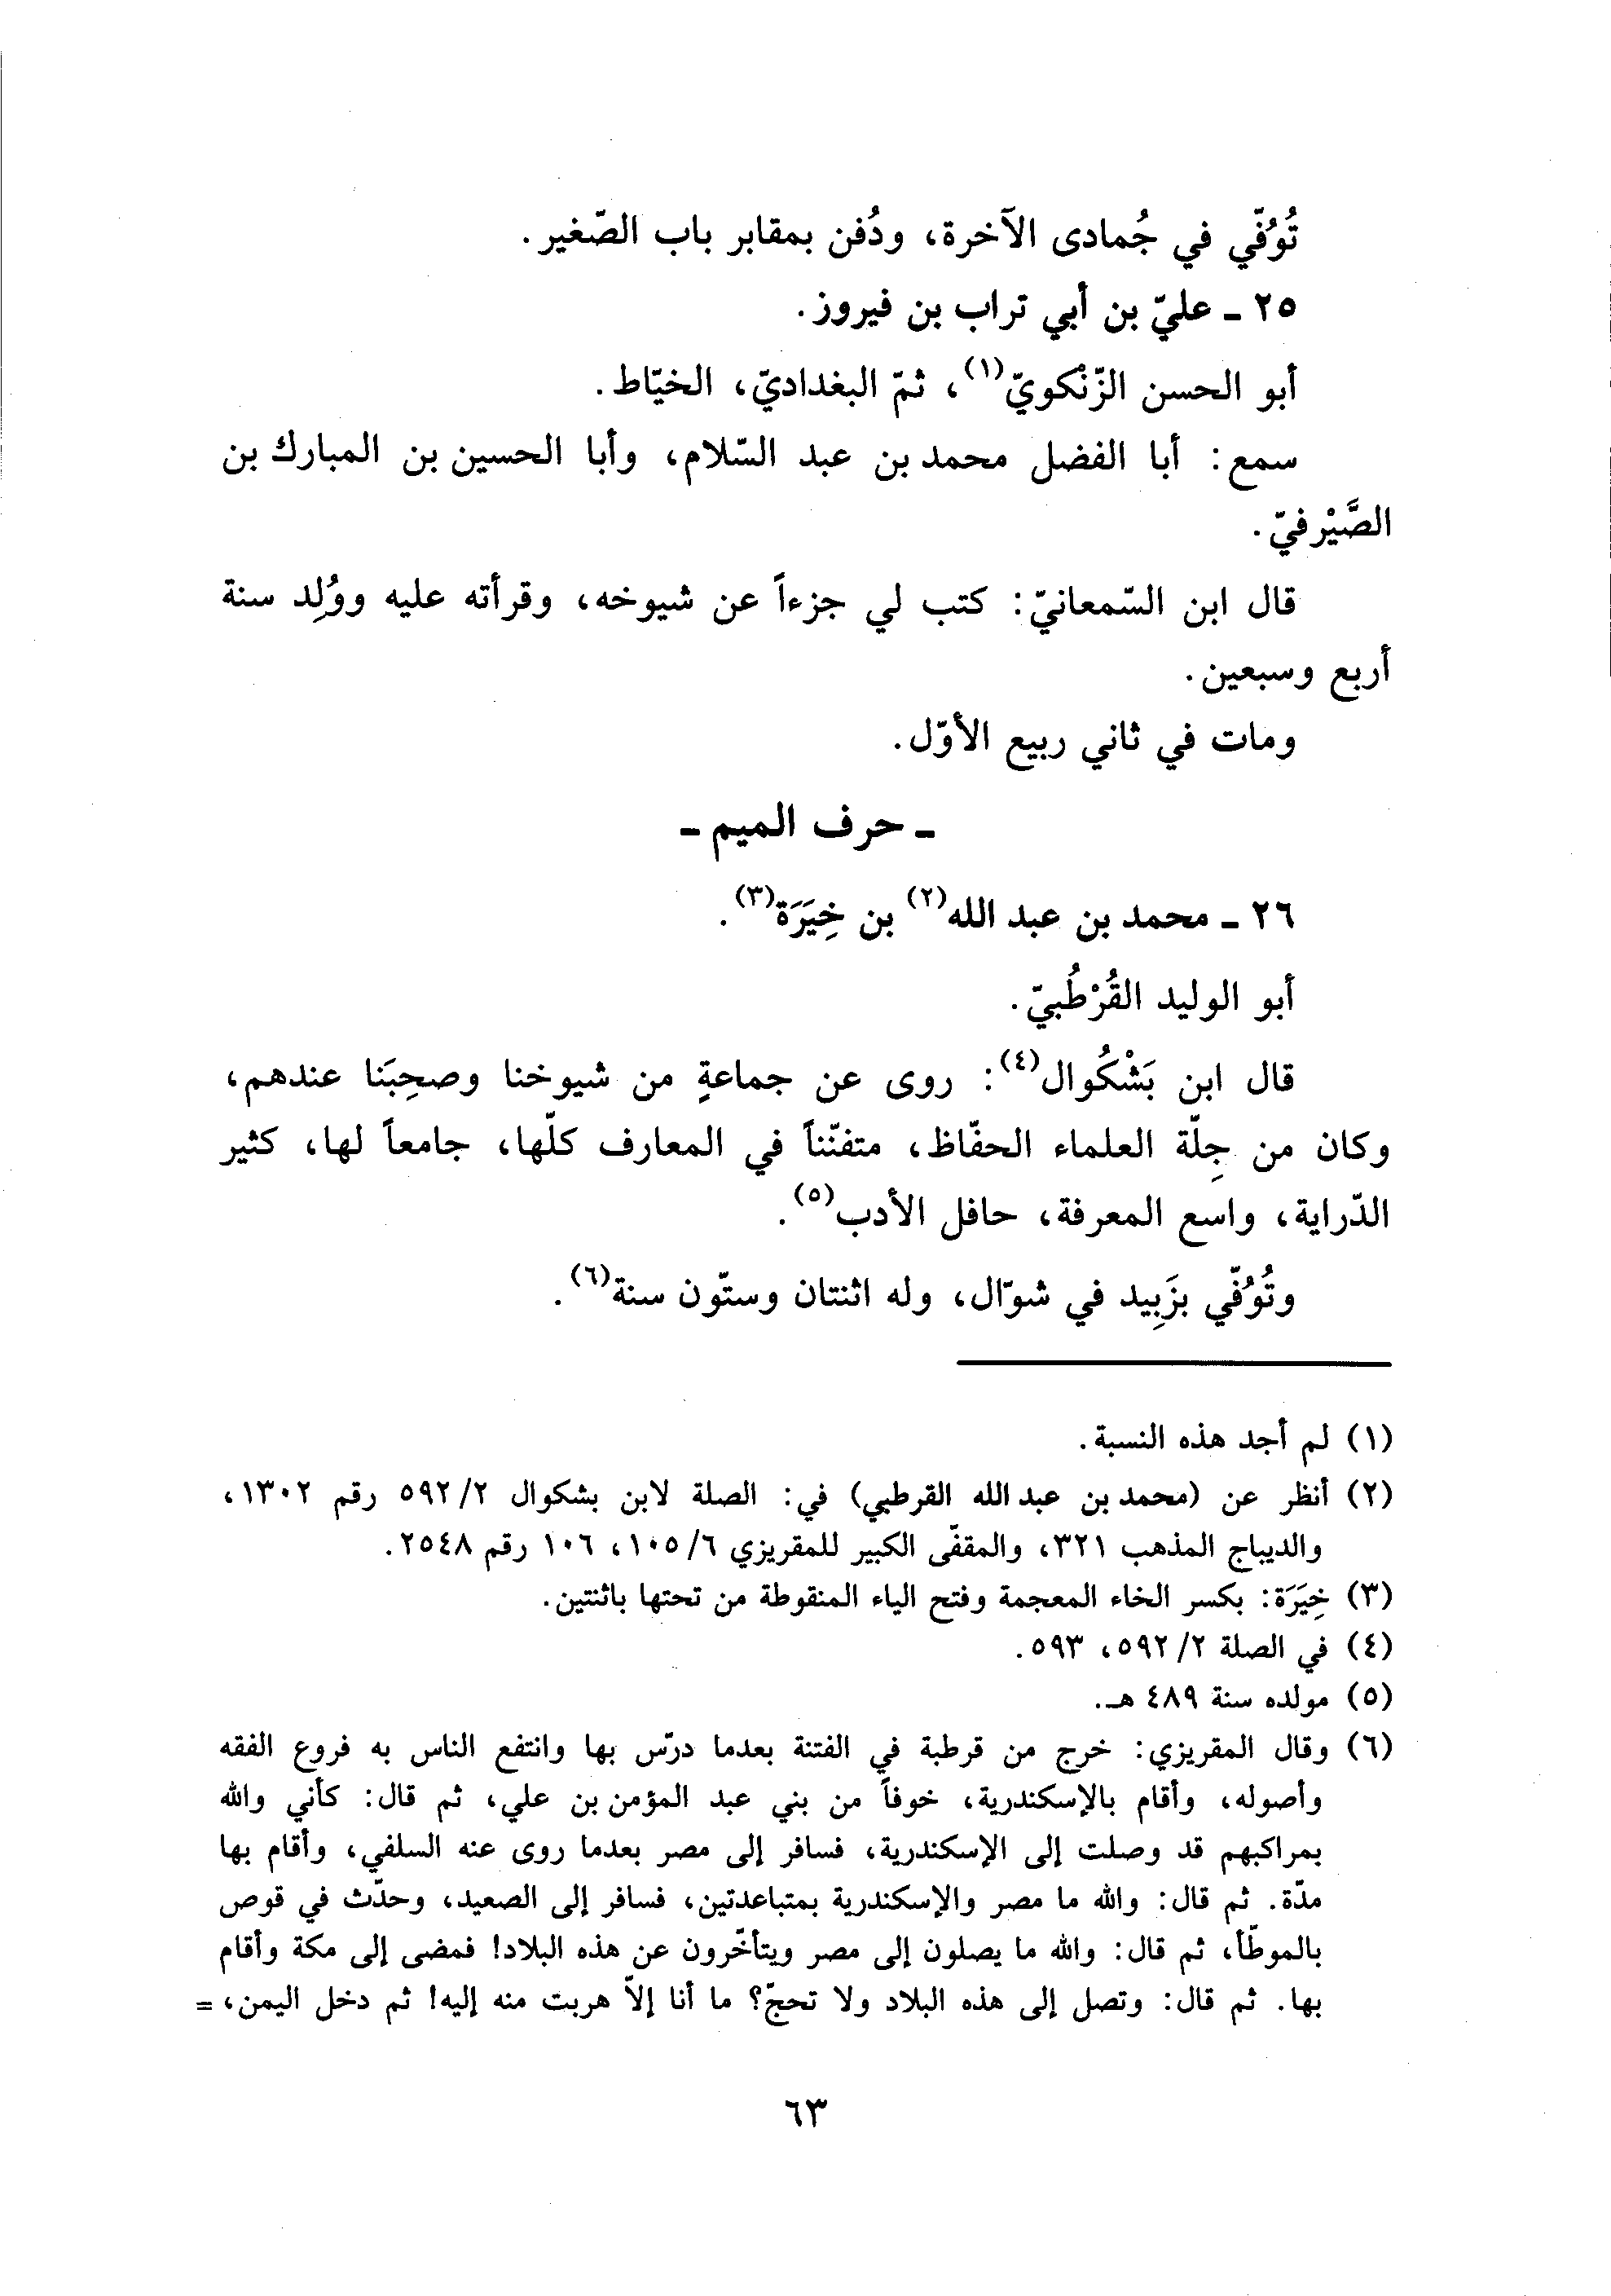 تُوُفّي في جُمادى الآخرة، ودُفن بمقابر باب الصّغير.
٢٥ ـ عليّ بن أبي تراب بن فيروز.
أبو الحسن الزّنْكويّ(١)، ثمّ البغداديّ، الخيّاط.
سمع: أبا الفضل محمد بن عبد السّلام، وأبا الحسين بن المبارك بن
الصَّيْرفيّ.
قال ابن السّمعانيّ: كتب لي جزءاً عن شيوخه، وقرأته عليه ووُلِد سنة
أربع وسبعين.
ومات في ثاني ربيع الأوّل.
ـ حرف الميم ـ
٢٦ ـ محمد بن عبد الله(٢) بن خِيَرَة(٣).
أبو الوليد القُرْطُبيّ.
قال ابن بَشْكُوال(٤): روى عن جماعةٍ من شيوخنا وصحِبَنا عندهم،
وكان من جِلّة العلماء الحفّاظ، متفنّناً في المعارف كلّها، جامعاً لها، كثير
الدّراية، واسع المعرفة، حافل الأدب(٥).
وتُوُفّي بزَبِيد في شوّال، وله اثنتان وستّون سنة(٦).
(١) لم أجد هذه النسبة.
(٢) أنظر عن (محمد بن عبد الله القرطبي) في: الصلة لابن بشكوال ٥٩٢/٢ رقم ١٣٠٢،
والديباج المذهب ٣٢١، والمقفّى الكبير للمقريزي ١٠٥/٦، ١٠٦ رقم ٢٥٤٨.
(٣) خِيَرَة: بكسر الخاء المعجمة وفتح الياء المنقوطة من تحتها باثنتين.
(٤) في الصلة ٥٩٢/٢، ٥٩٣.
(٥) مولده سنة ٤٨٩ هـ.
(٦) وقال المقريزي: خرج من قرطبة في الفتنة بعدما درّس بها وانتفع الناس به فروع الفقه
وأصوله، وأقام بالإسكندرية، خوفاً من بني عبد المؤمن بن علي، ثم قال: كأني والله
بمراكبهم قد وصلت إلى الإسكندرية، فسافر إلى مصر بعدما روى عنه السلفي، وأقام بها
مدّة. ثم قال: والله ما مصر والإسكندرية بمتباعدتين، فسافر إلى الصعيد، وحدّث في قوص
بالموطّأ، ثم قال: والله ما يصلون إلى مصر ويتأخّرون عن هذه البلاد! فمضى إلى مكة وأقام
بها. ثم قال: وتصل إلى هذه البلاد ولا تحجّ؟ ما أنا إلاّ هربت منه إليه! ثم دخل اليمن، =
٦٣